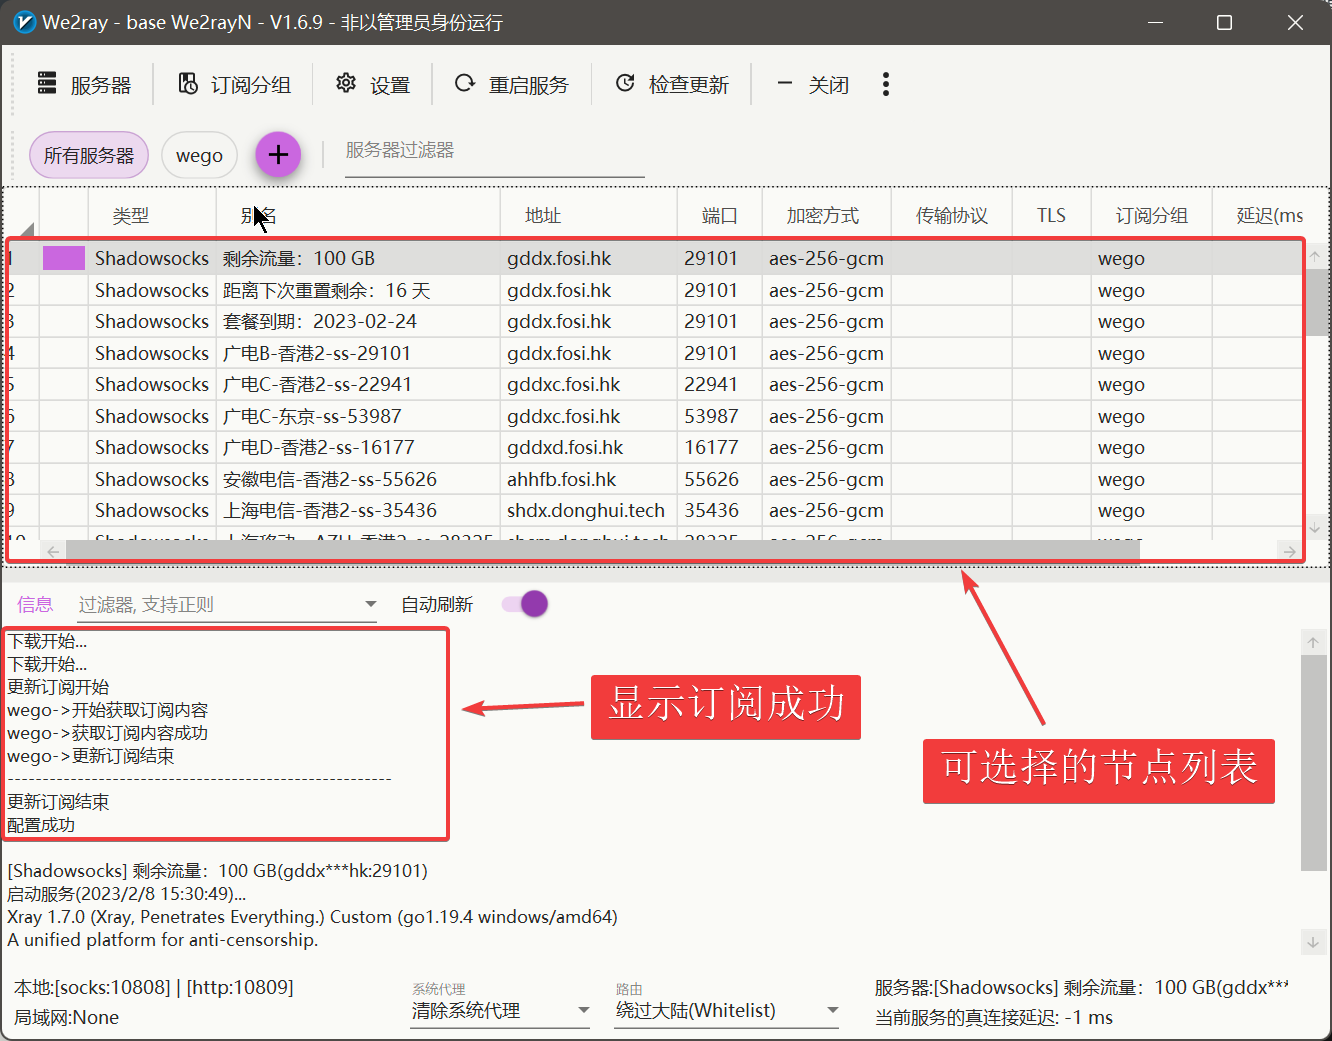 We2ray - base We2rayN - V1.6.9 - 非以管理员身份运行
服务器 订阅分组 设置 重启服务 检查更新 关闭
所有服务器 wego 服务器过滤器
类型 别名 地址 端口 加密方式 传输协议 TLS 订阅分组 延迟(ms
1 Shadowsocks 剩余流量：100 GB gddx.fosi.hk 29101 aes-256-gcm wego
2 Shadowsocks 距离下次重置剩余：16 天 gddx.fosi.hk 29101 aes-256-gcm wego
3 Shadowsocks 套餐到期：2023-02-24 gddx.fosi.hk 29101 aes-256-gcm wego
4 Shadowsocks 广电B-香港2-ss-29101 gddx.fosi.hk 29101 aes-256-gcm wego
5 Shadowsocks 广电C-香港2-ss-22941 gddxc.fosi.hk 22941 aes-256-gcm wego
6 Shadowsocks 广电C-东京-ss-53987 gddxc.fosi.hk 53987 aes-256-gcm wego
7 Shadowsocks 广电D-香港2-ss-16177 gddxd.fosi.hk 16177 aes-256-gcm wego
8 Shadowsocks 安徽电信-香港2-ss-55626 ahhfb.fosi.hk 55626 aes-256-gcm wego
9 Shadowsocks 上海电信-香港2-ss-35436 shdx.donghui.tech 35436 aes-256-gcm wego
10 Shadowsocks aes-256-gcm wego
信息 过滤器, 支持正则 自动刷新
下载开始...
下载开始...
更新订阅开始
wego->开始获取订阅内容
wego->获取订阅内容成功
wego->更新订阅结束
-------------------------------------------------------
更新订阅结束
配置成功
显示订阅成功
可选择的节点列表
[Shadowsocks] 剩余流量：100 GB(gddx***hk:29101)
启动服务(2023/2/8 15:30:49)...
Xray 1.7.0 (Xray, Penetrates Everything.) Custom (go1.19.4 windows/amd64)
A unified platform for anti-censorship.
本地:[socks:10808] | [http:10809]
局域网:None
系统代理
清除系统代理
路由
绕过大陆(Whitelist)
服务器:[Shadowsocks] 剩余流量：100 GB(gddx***
当前服务的真连接延迟: -1 ms